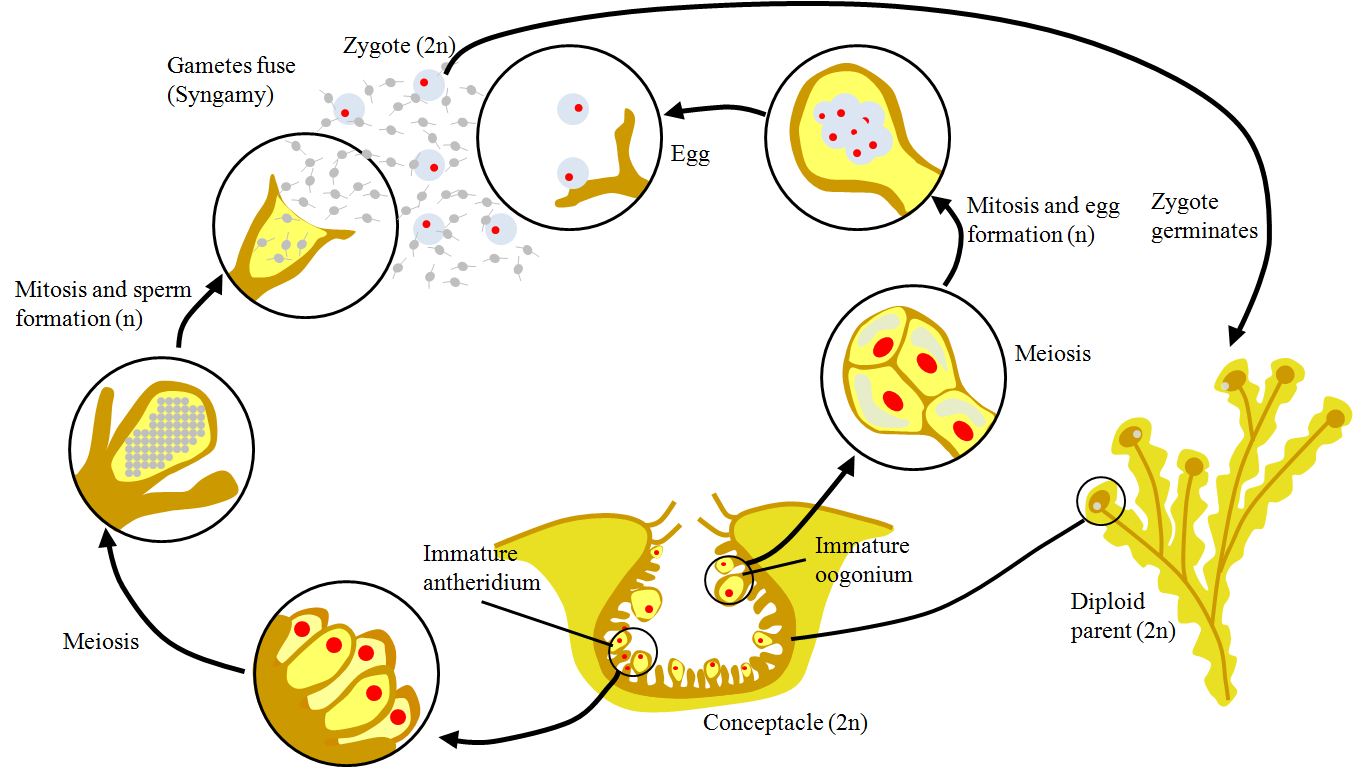 Zygote (2n)
Gametes fuse
(Syngamy)
Egg
Mitosis and egg
formation (n)
Zygote
germinates
Mitosis and sperm
formation (n)
Meiosis
Immature
antheridium
Immature
oogonium
Diploid
parent (2n)
Meiosis
Conceptacle (2n)